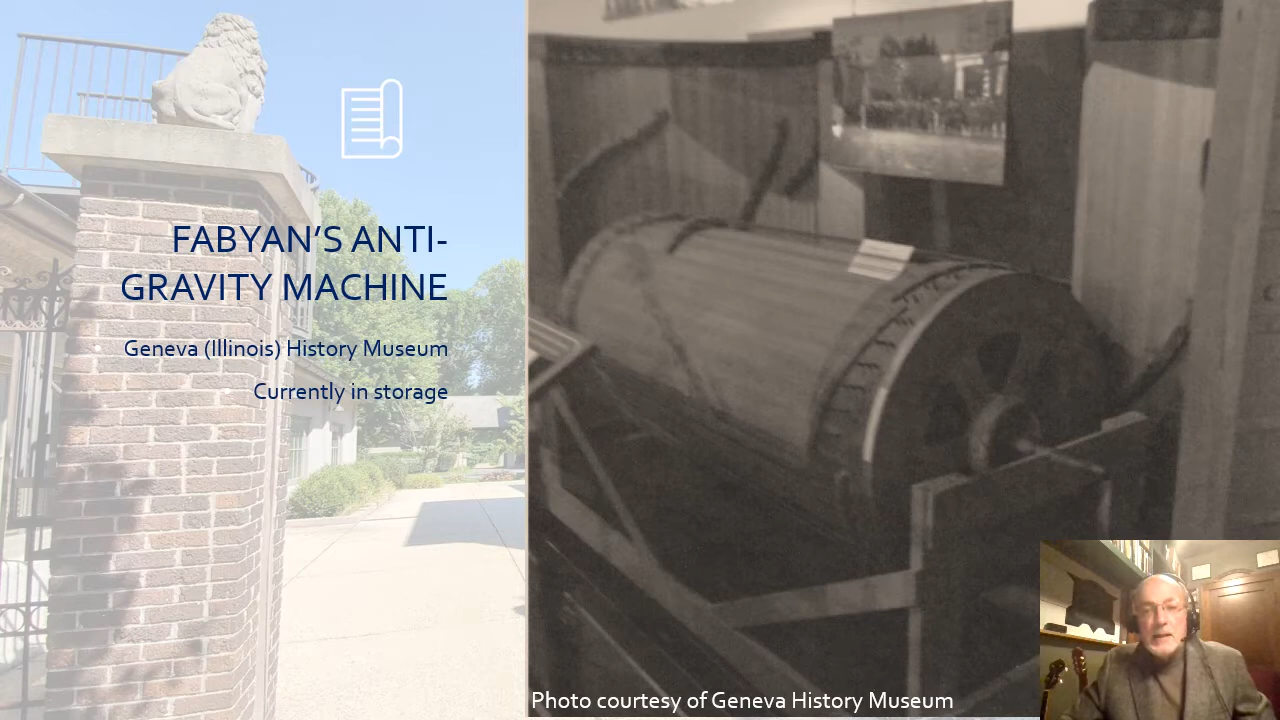 FABYAN’S ANTI-
GRAVITY MACHINE
Geneva (Illinois) History Museum
Currently in storage
Photo courtesy of Geneva History Museum